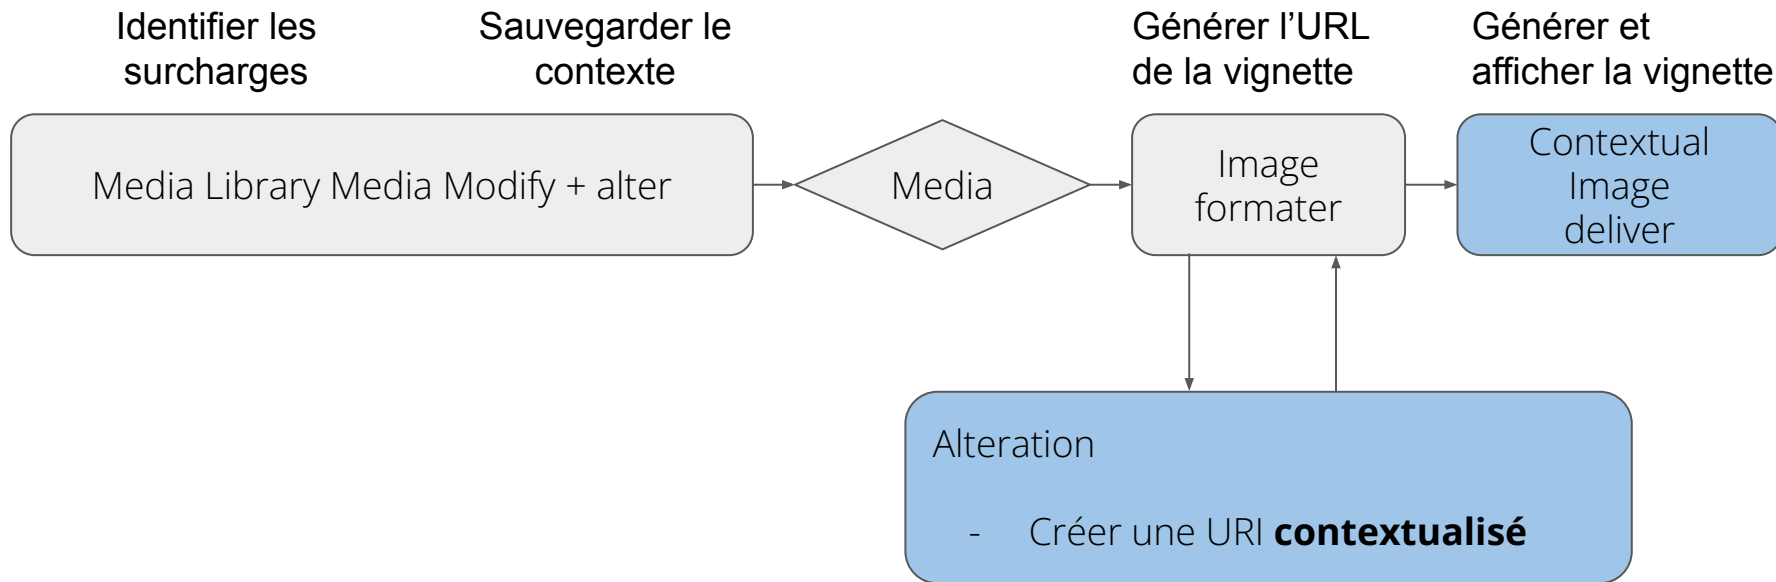 Identifier les
surcharges
Sauvegarder le
contexte
Générer l’URL
de la vignette
Générer et
afficher la vignette
Media Library Media Modify + alter
Media
Image
formater
Contextual
Image
deliver
Alteration
- Créer une URI contextualisé